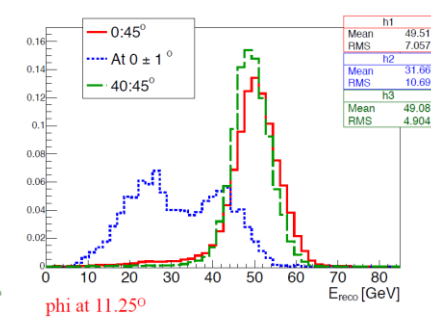 0:45°
At 0 ± 1 °
40:45°
h1
Mean 49.51
RMS 7.057
h2
Mean 31.66
RMS 10.69
h3
Mean 49.08
RMS 4.904
0.16
0.14
0.12
0.1
0.08
0.06
0.04
0.02
0
0 10 20 30 40 50 60 70 80
E reco [GeV]
phi at 11.25°